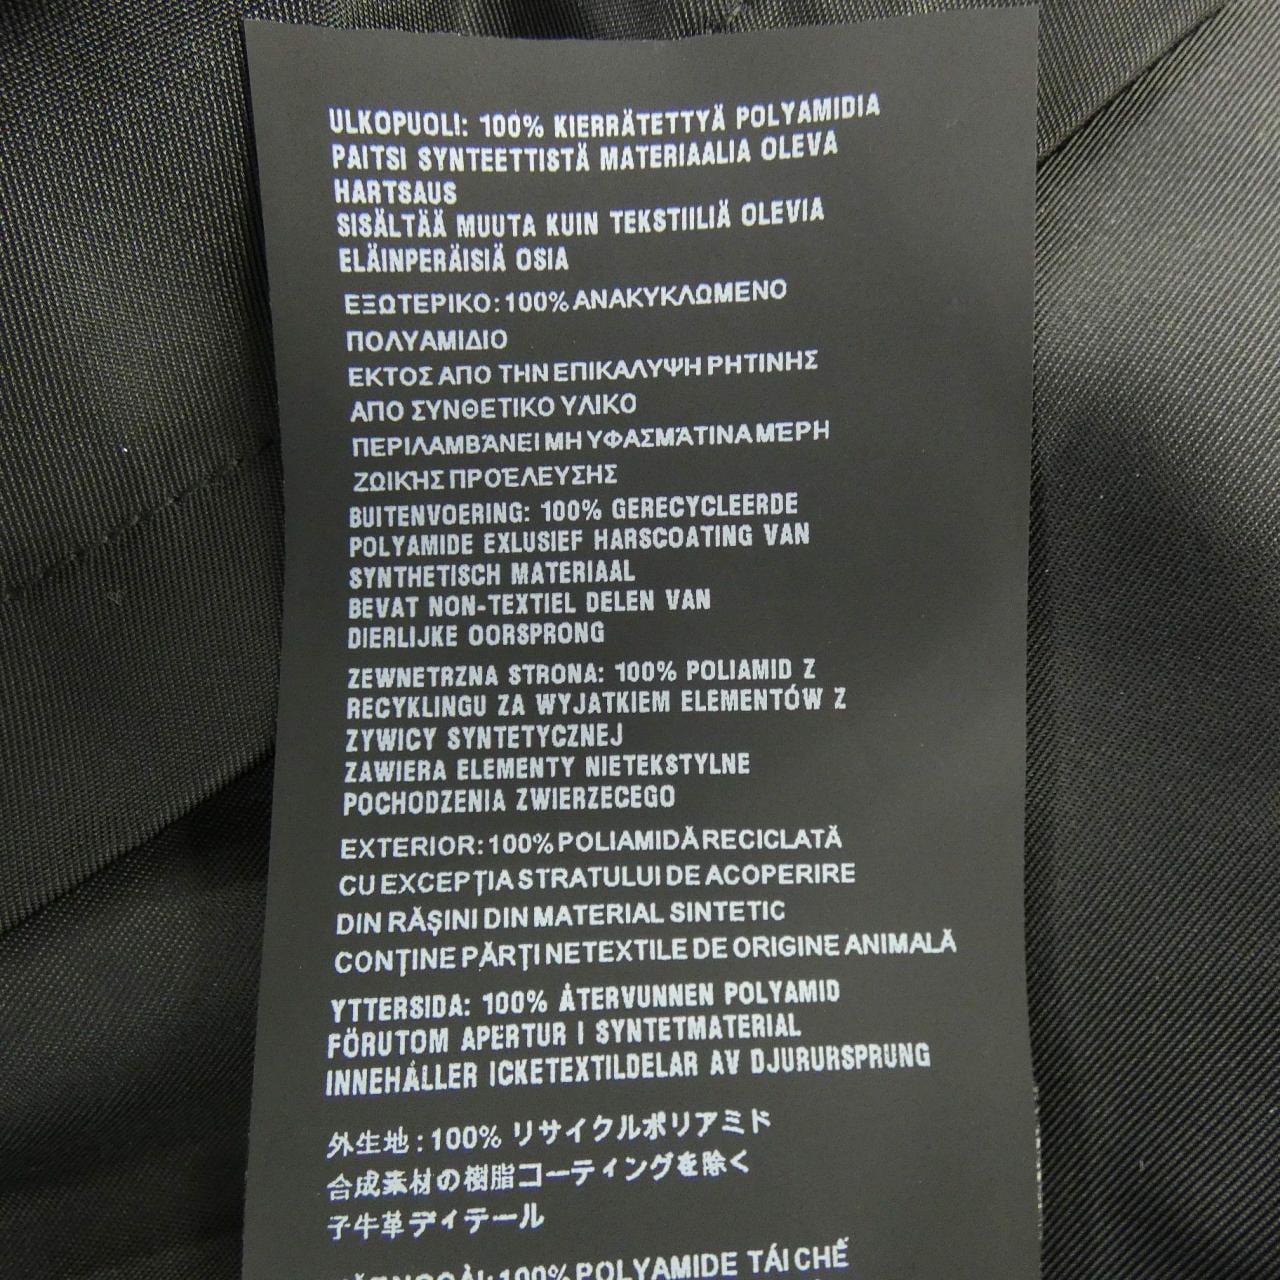 ULKOPUOLI: 100% KIERRÄTETTYÄ POLYAMIDIA
PAITSI SYNTEETTISTÄ MATERIAALIA OLEVA
HARTSAUS
SISÄLTÄÄ MUUTA KUIN TEKSTIILIÄ OLEVIA
ELÄINPERÄISIÄ OSIA
ΕΞΩΤΕΡΙΚΟ: 100% ΑΝΑΚΥΚΛΩΜΕΝΟ
ΠΟΛΥΑΜΙΔΙΟ
ΕΚΤΟΣ ΑΠΟ ΤΗΝ ΕΠΙΚΑΛΥΨΗ ΡΗΤΙΝΗΣ
ΑΠΟ ΣΥΝΘΕΤΙΚΟ ΥΛΙΚΟ
ΠΕΡΙΛΑΜΒΆΝΕΙ ΜΗ ΥΦΑΣΜΆΤΙΝΑ ΜΈΡΗ
ΖΩΙΚΉΣ ΠΡΟΈΛΕΥΣΗΣ
BUITENVOERING: 100% GERECYCLEERDE
POLYAMIDE EXLUSIEF HARSCOATING VAN
SYNTHETISCH MATERIAAL
BEVAT NON-TEXTIEL DELEN VAN
DIERLIJKE OORSPRONG
ZEWNETRZNA STRONA: 100% POLIAMID Z
RECYKLINGU ZA WYJATKIEM ELEMENTÓW Z
ZYWICY SYNTETYCZNEJ
ZAWIERA ELEMENTY NIETEKSTYLNE
POCHODZENIA ZWIERZECEGO
EXTERIOR: 100% POLIAMIDĂ RECICLATĂ
CU EXCEPȚIA STRATULUI DE ACOPERIRE
DIN RĂȘINI DIN MATERIAL SINTETIC
CONȚINE PĂRȚI NETEXTILE DE ORIGINE ANIMALĂ
YTTERSIDA: 100% ÅTERVUNNEN POLYAMID
FÖRUTOM APERTUR I SYNTETMATERIAL
INNEHÅLLER ICKETEXTILDELAR AV DJURURSPRUNG
外生地 : 100% リサイクルポリアミド
合成素材の樹脂コーティングを除く
子牛革ディテール
100% POLYAMIDE TÁI CHẾ